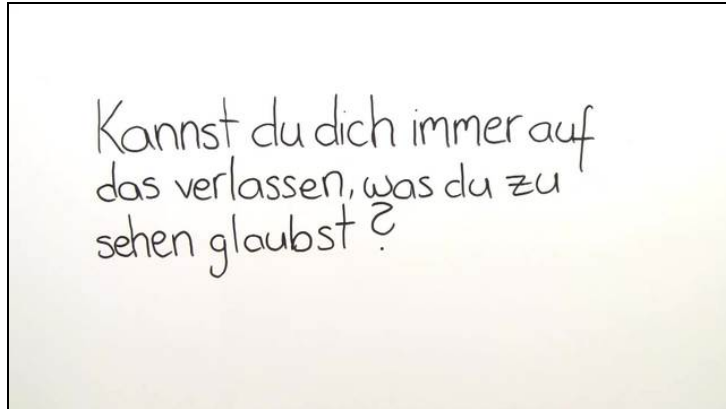 Kannst du dich immer auf
das verlassen, was du zu
sehen glaubst?